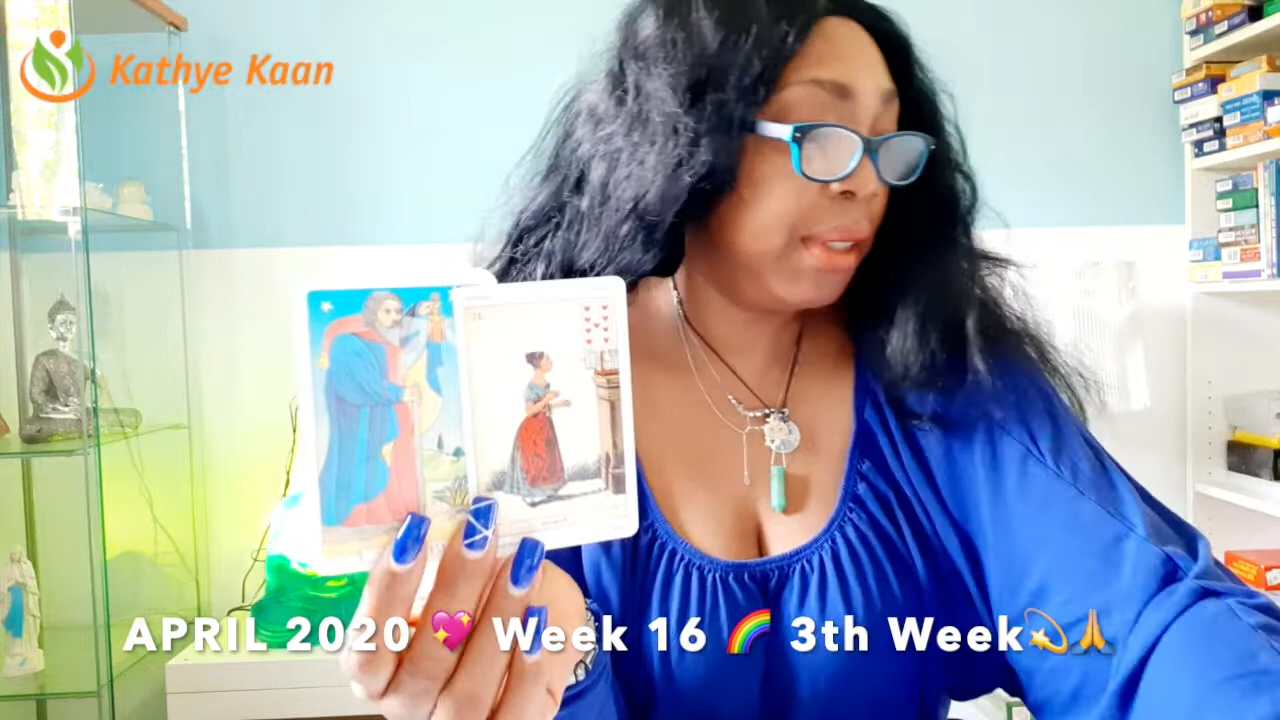 Kathye Kaan
APRIL 2020 💖 Week 16 🌈 3th Week💫🙏